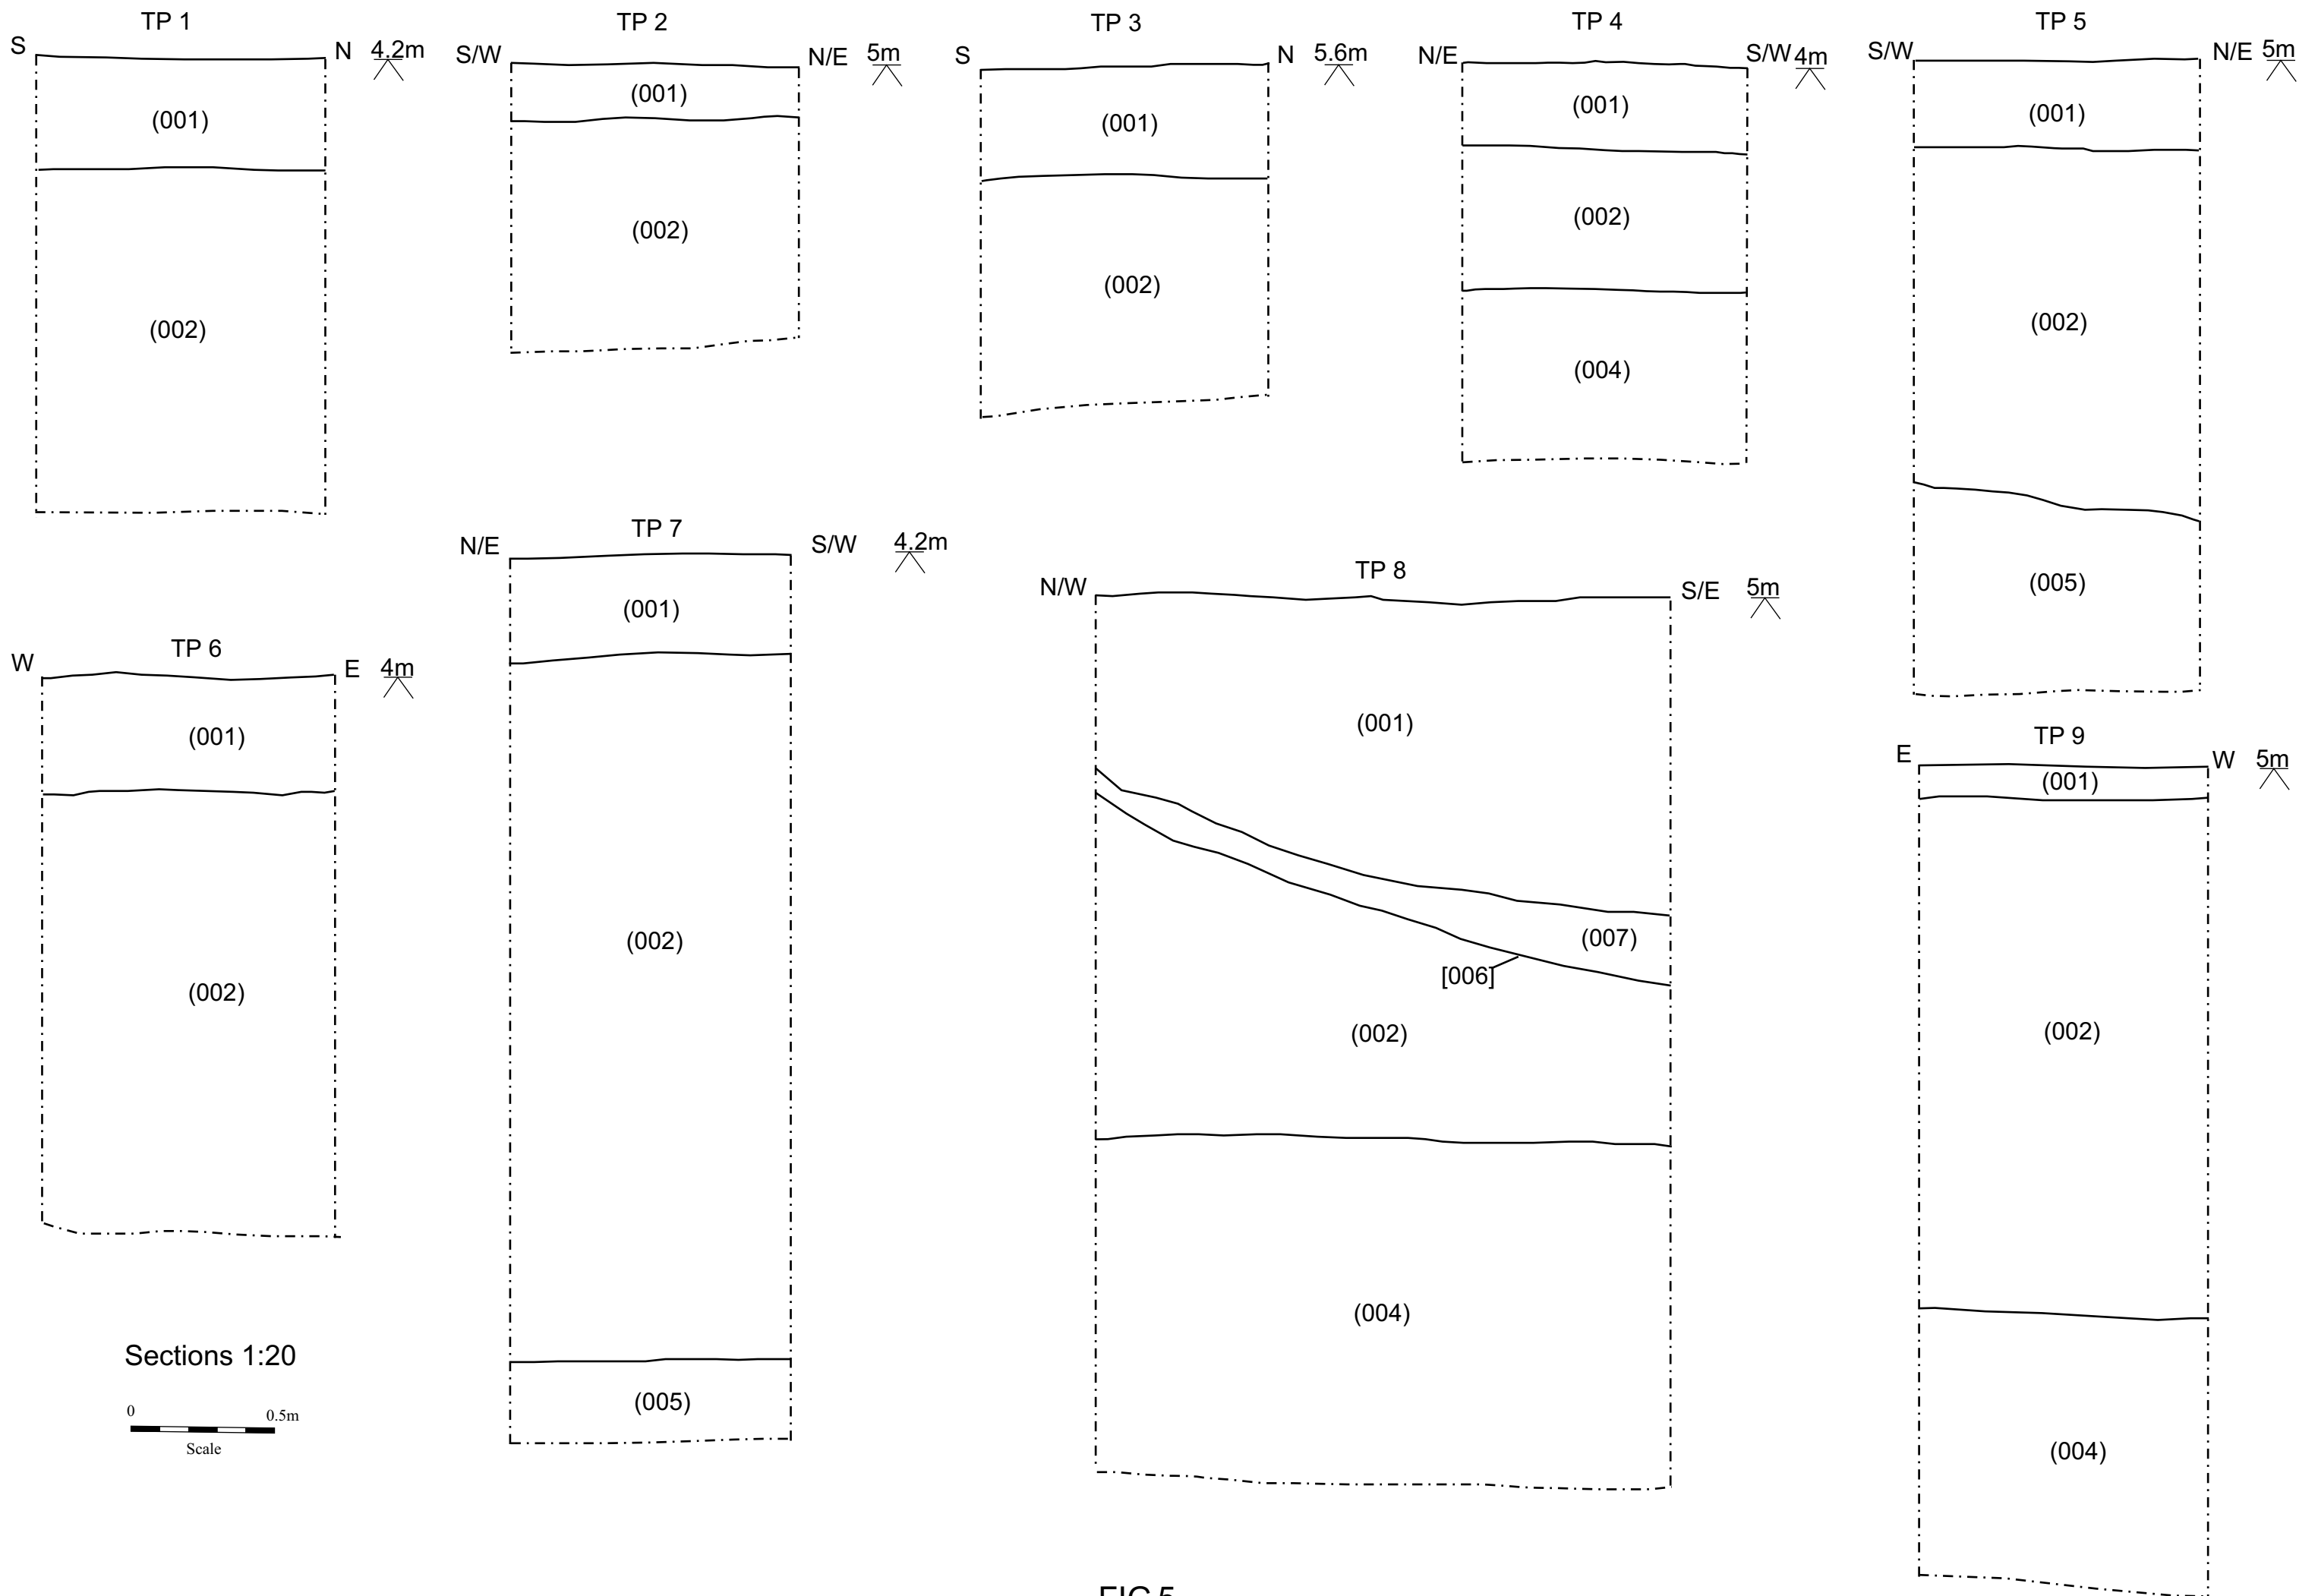 TP 1
S
N
4.2m
(001)
(002)
TP 2
S/W
N/E
5m
(001)
(002)
TP 3
S
N
5.6m
(001)
(002)
TP 4
N/E
S/W
4m
(001)
(002)
(004)
TP 5
S/W
N/E
5m
(001)
(002)
(005)
TP 6
W
E
4m
(001)
(002)
TP 7
N/E
S/W
4.2m
(001)
(002)
(005)
TP 8
N/W
S/E
5m
(001)
(007)
[006]
(002)
(004)
TP 9
E
W
5m
(001)
(002)
(004)
Sections 1:20
0
0.5m
Scale
FIG 5